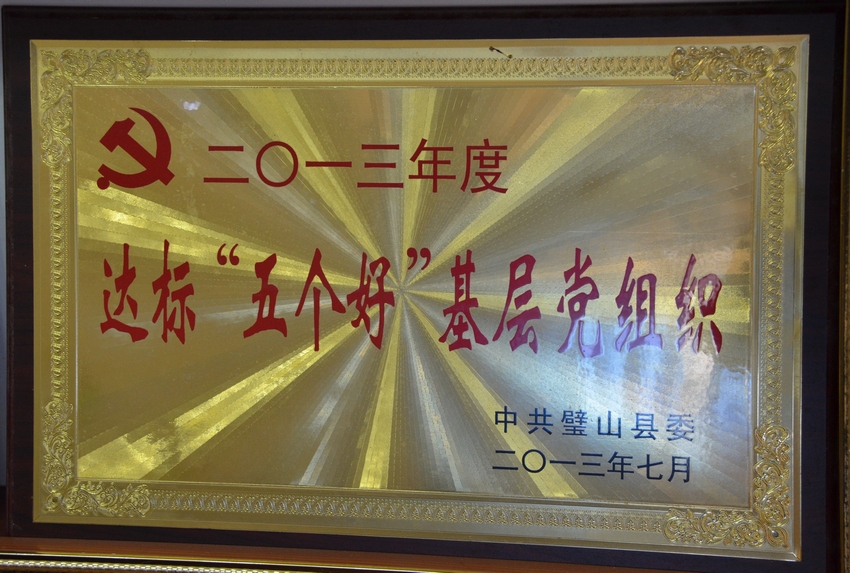 二〇一三年度
达标“五个好”基层党组织
中共璧山县委
二〇一三年七月